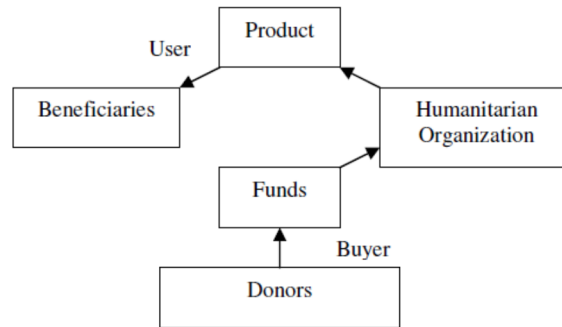 Product
User
Beneficiaries
Humanitarian
Organization
Funds
Buyer
Donors